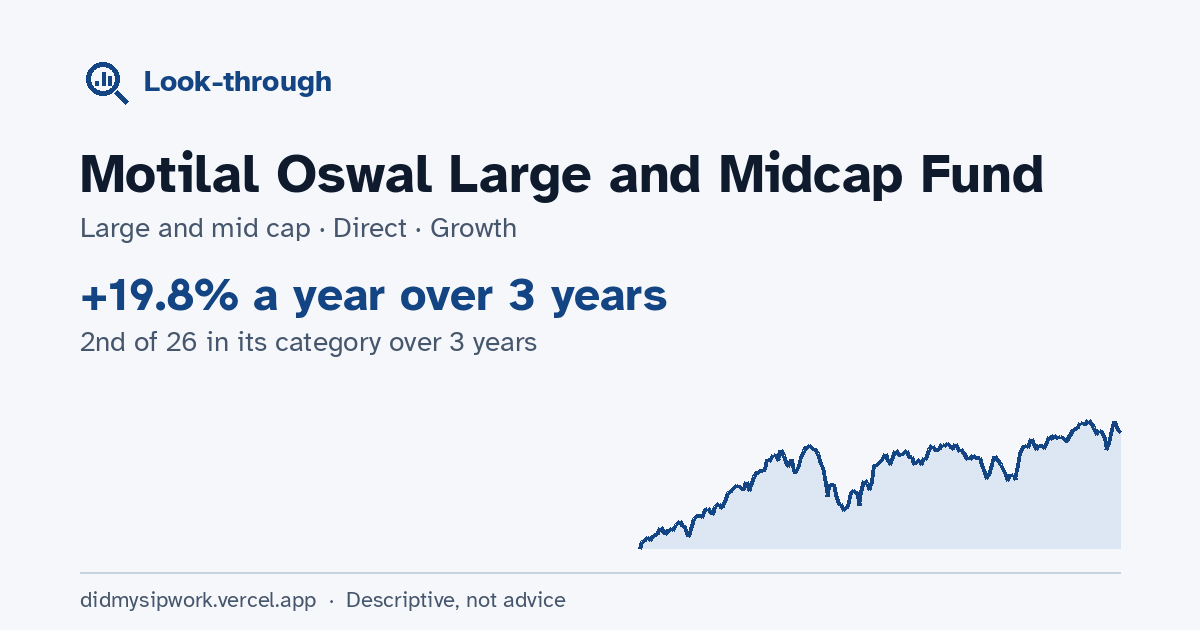 Look-through
Motilal Oswal Large and Midcap Fund
Large and mid cap · Direct · Growth
+19.8% a year over 3 years
2nd of 26 in its category over 3 years
didmysipwork.vercel.app · Descriptive, not advice